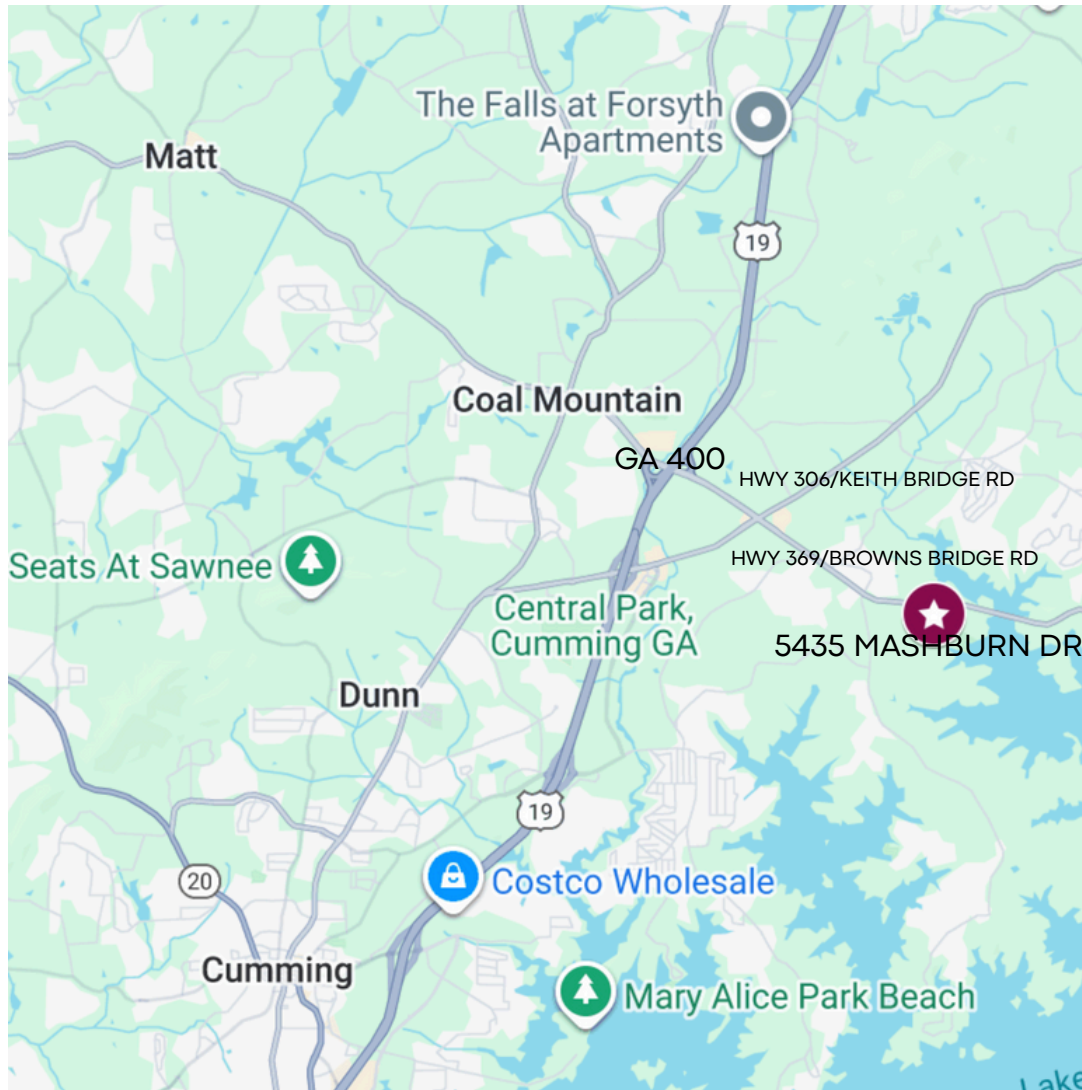 The Falls at Forsyth
Apartments
Matt
19
Coal Mountain
GA 400
HWY 306/KEITH BRIDGE RD
HWY 369/BROWNS BRIDGE RD
Seats At Sawnee
Central Park,
Cumming GA
5435 MASHBURN DR
Dunn
19
20
Costco Wholesale
Cumming
Mary Alice Park Beach
Lake